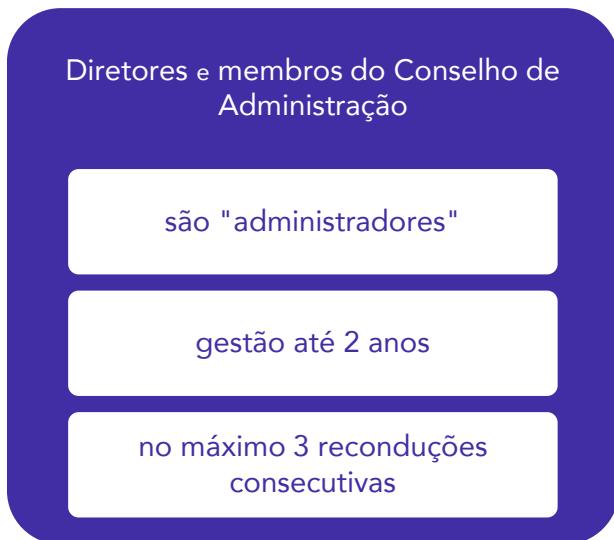 Diretores e membros do Conselho de
Administração
são "administradores"
gestão até 2 anos
no máximo 3 reconduções
consecutivas